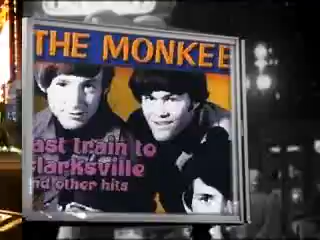 THE MONKEE
ast train to
larksville
nd other hits